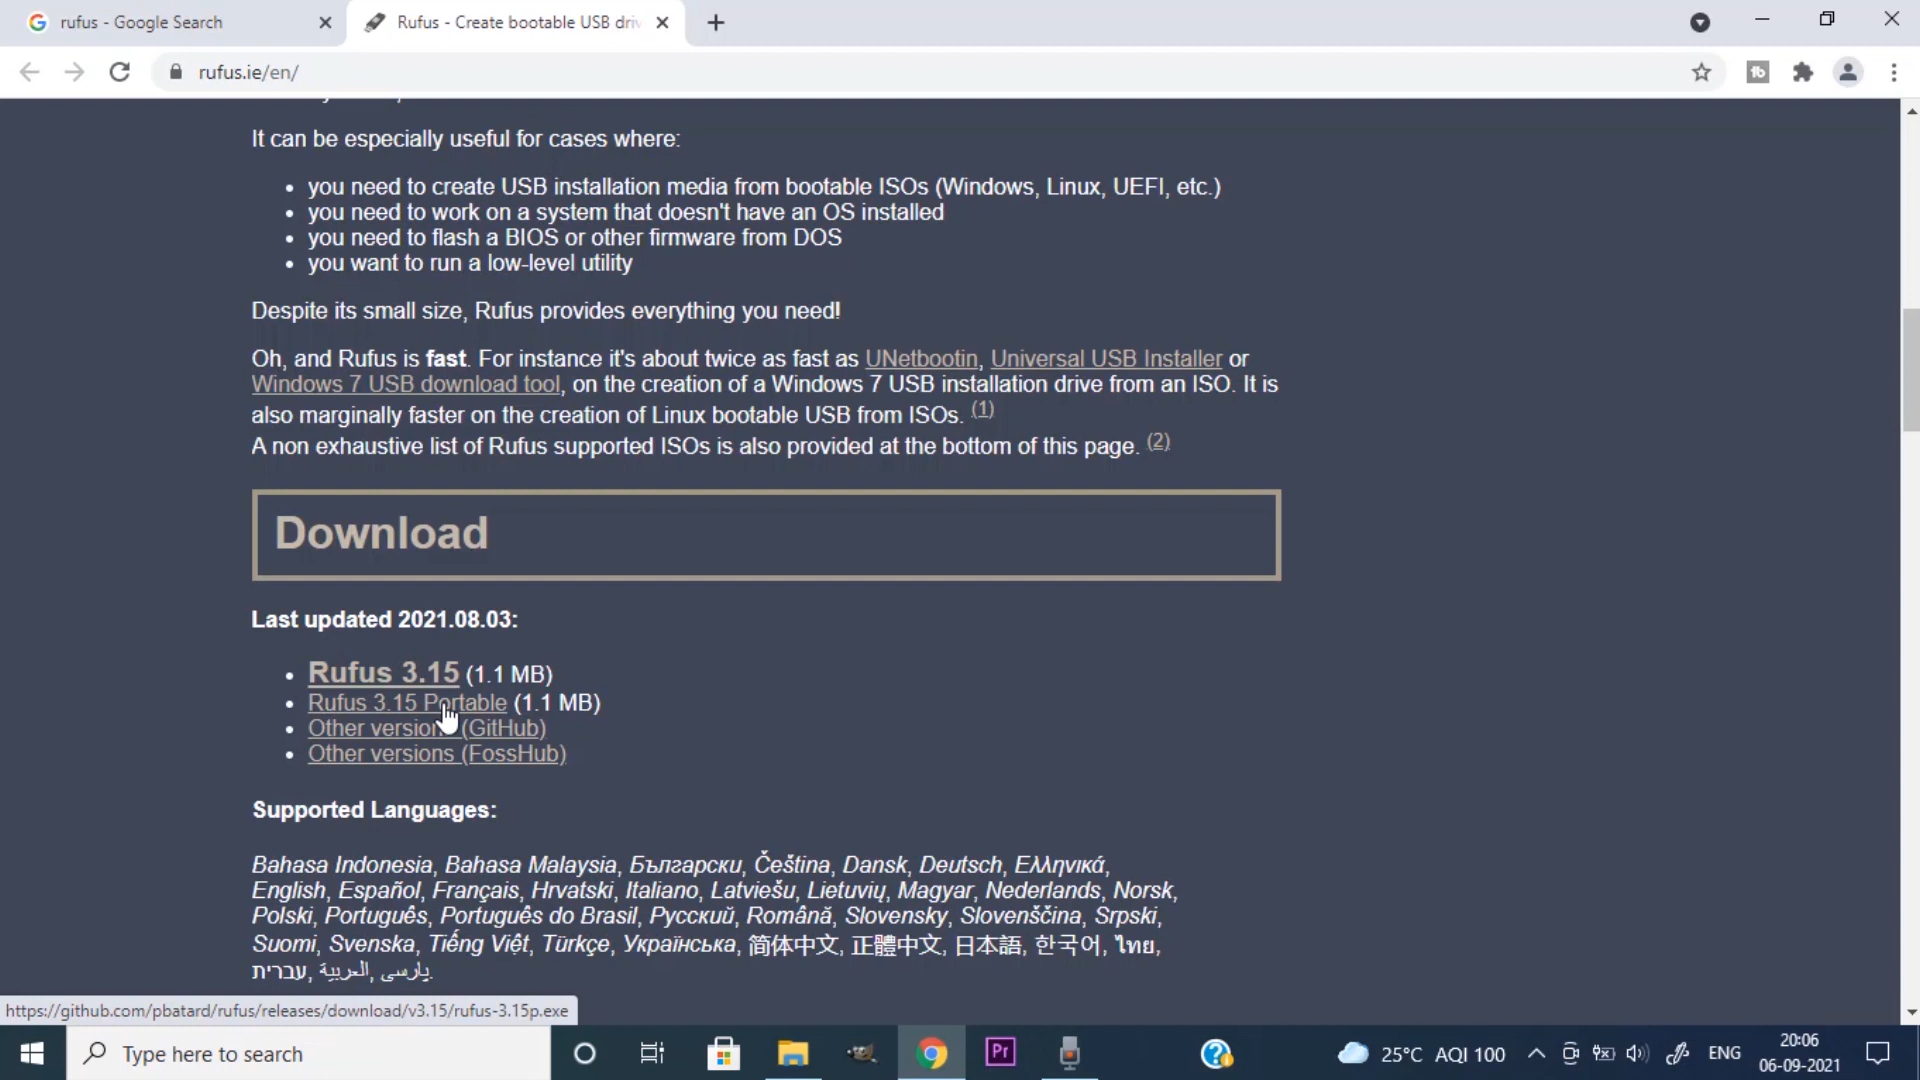 rufus - Google Search
Rufus - Create bootable USB driv
rufus.ie/en/
It can be especially useful for cases where:
you need to create USB installation media from bootable ISOs (Windows, Linux, UEFI, etc.)
you need to work on a system that doesn't have an OS installed
you need to flash a BIOS or other firmware from DOS
you want to run a low-level utility
Despite its small size, Rufus provides everything you need!
Oh, and Rufus is fast. For instance it's about twice as fast as UNetbootin, Universal USB Installer or
Windows 7 USB download tool, on the creation of a Windows 7 USB installation drive from an ISO. It is
also marginally faster on the creation of Linux bootable USB from ISOs. (1)
A non exhaustive list of Rufus supported ISOs is also provided at the bottom of this page. (2)
Download
Last updated 2021.08.03:
Rufus 3.15 (1.1 MB)
Rufus 3.15 Portable (1.1 MB)
Other version (GitHub)
Other versions (FossHub)
Supported Languages:
Bahasa Indonesia, Bahasa Malaysia, Български, Čeština, Dansk, Deutsch, Ελληνικά,
English, Español, Français, Hrvatski, Italiano, Latviešu, Lietuvių, Magyar, Nederlands, Norsk,
Polski, Português, Português do Brasil, Русский, Română, Slovensky, Slovenščina, Srpski,
Suomi, Svenska, Tiếng Việt, Türkçe, Українська, 简体中文, 正體中文, 日本語, 한국어, ไทย,
עברית, العربية, پارسی.
https://github.com/pbatard/rufus/releases/download/v3.15/rufus-3.15p.exe
Type here to search
Pr
25°C AQI 100
ENG
20:06
06-09-2021